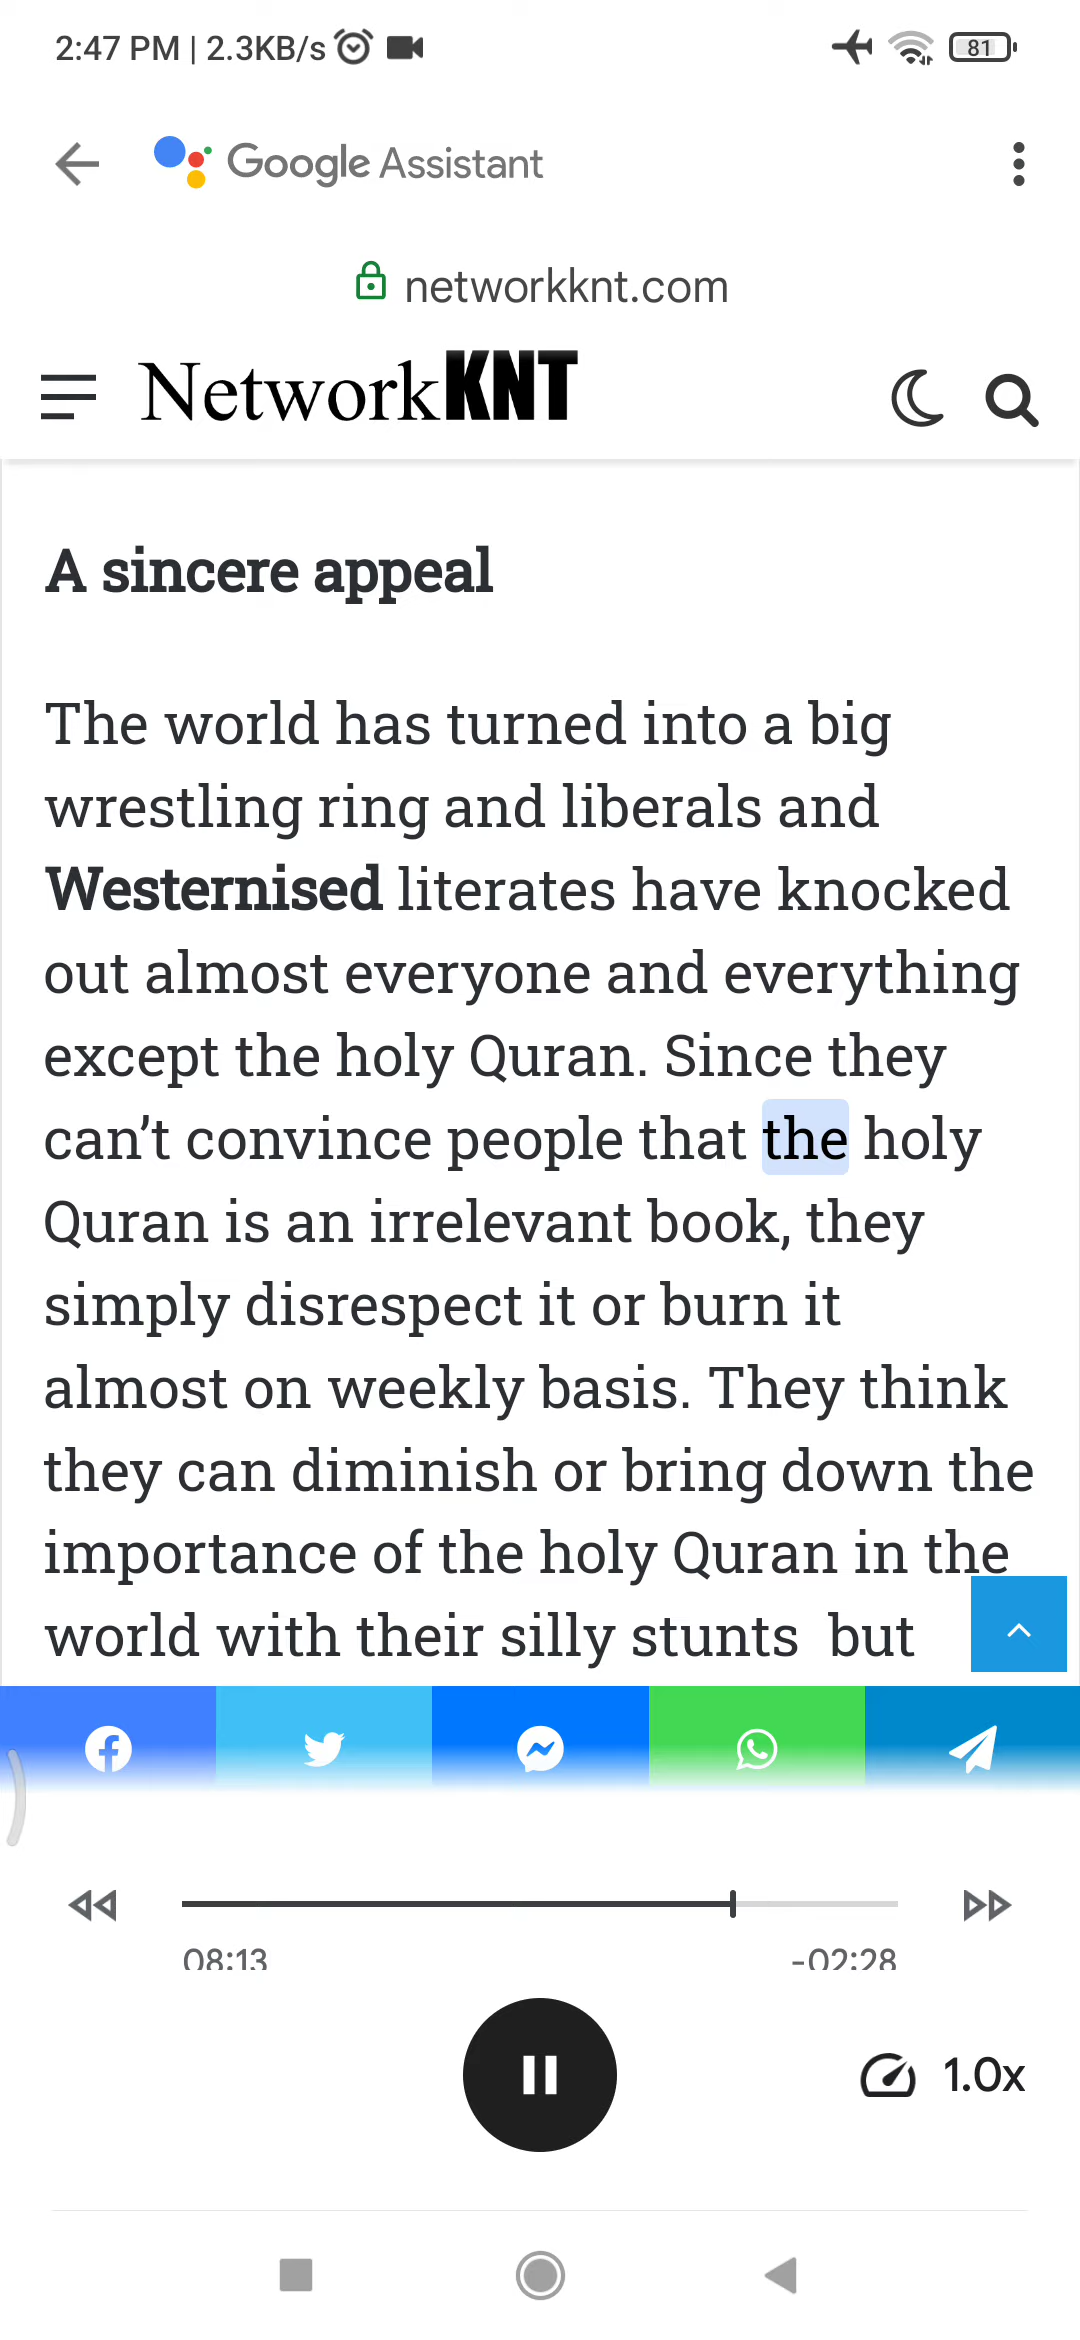 2:47 PM | 2.3KB/s 81
Google Assistant
networkknt.com
NetworkKNT
A sincere appeal
The world has turned into a big
wrestling ring and liberals and
Westernised literates have knocked
out almost everyone and everything
except the holy Quran. Since they
can’t convince people that the holy
Quran is an irrelevant book, they
simply disrespect it or burn it
almost on weekly basis. They think
they can diminish or bring down the
importance of the holy Quran in the
world with their silly stunts  but
08:13 -02:28
1.0x